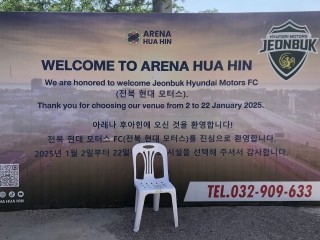 ARENA
HUA HIN
HYUNDAI MOTORS
JEONBUK
WELCOME TO ARENA HUA HIN
We are honored to welcome Jeonbuk Hyundai Motors FC
(전북 현대 모터스).
Thank you for choosing our venue from 2 to 22 January 2025.
아레나 후아힌에 오신 것을 환영합니다!
전북 현대 모터스 FC(전북 현대 모터스)를 진심으로 환영합니다
2025년 1월 2일부터 22일 시설을 선택해 주셔서 감사합니다.
ARENA HUA HIN
TEL.032-909-633